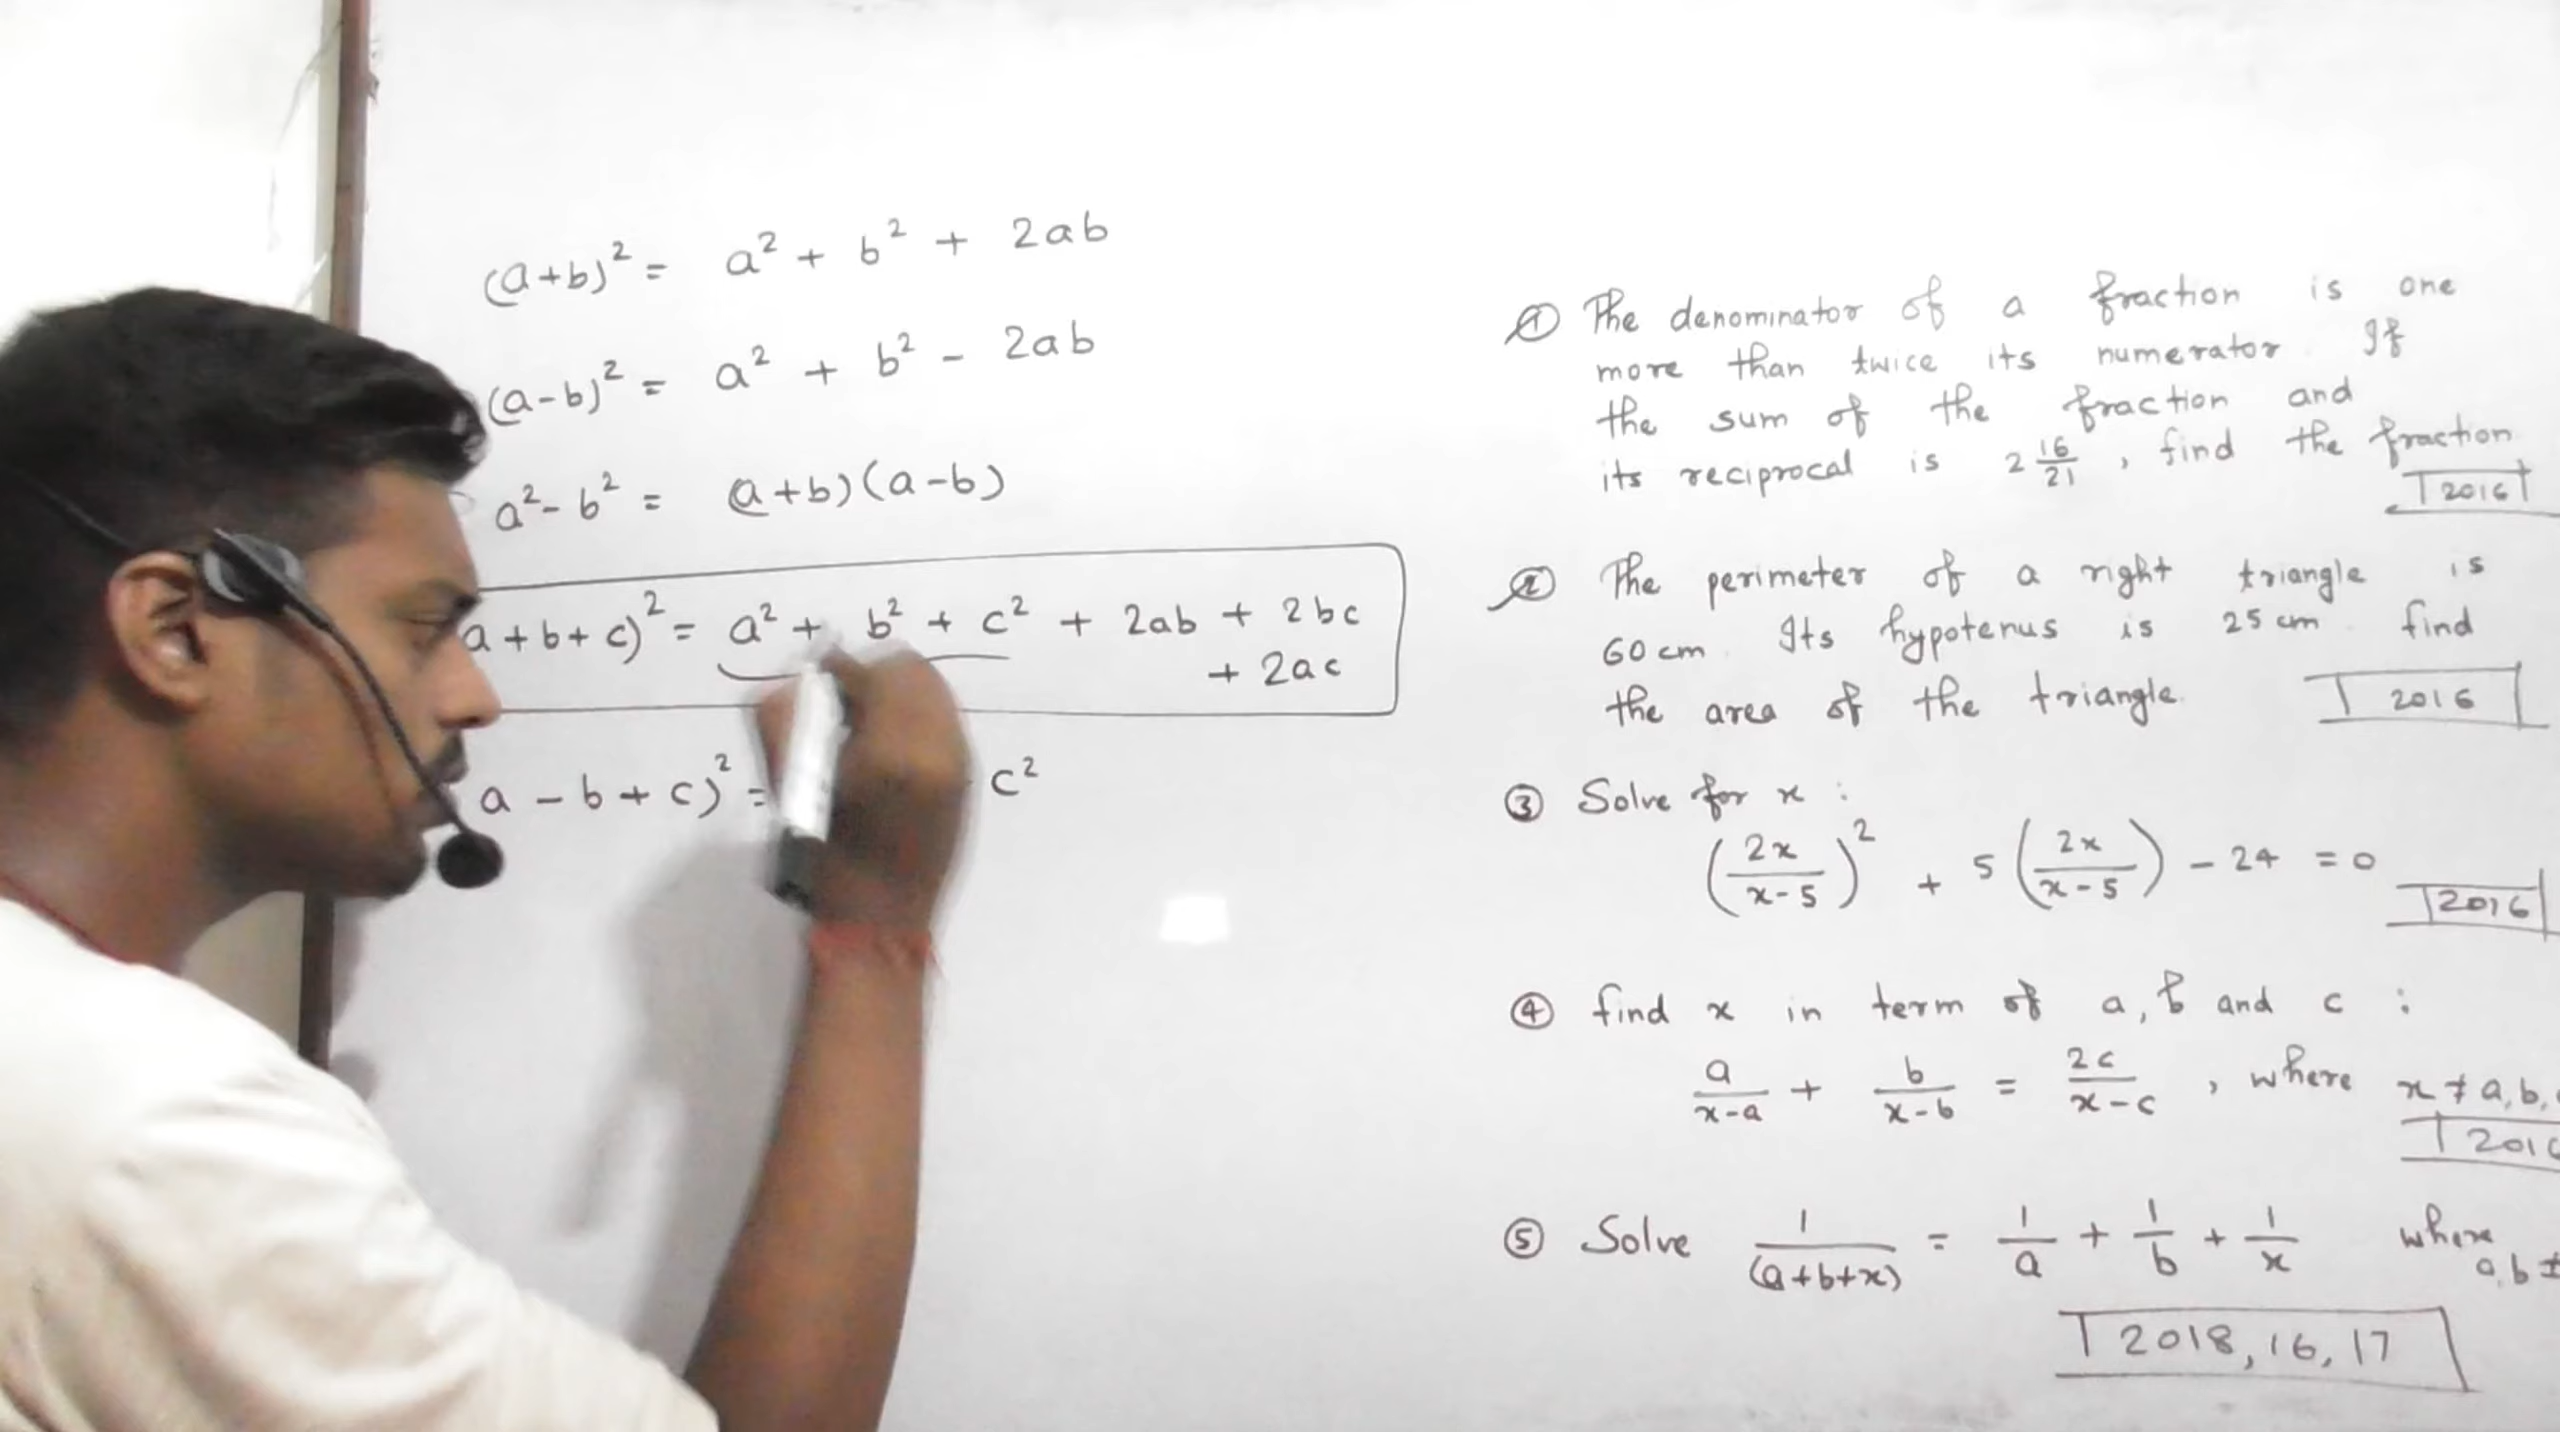 (a+b)² = a² + b² + 2ab
(a-b)² = a² + b² - 2ab
a² - b² = (a+b)(a-b)
a+b+c)² = a² + b² + c² + 2ab + 2bc
+ 2ac
a - b + c)² = c²
① The denominator of a fraction is one
more than twice its numerator. If
the sum of the fraction and
its reciprocal is 2 16/21, find the fraction
2016
② The perimeter of a right triangle is
60 cm. Its hypotenus is 25 cm. find
the area of the triangle.
2016
③ Solve for x :
(2x/(x-5))² + 5(2x/(x-5)) - 24 = 0
2016
④ find x in term of a, b and c :
a/(x-a) + b/(x-b) = 2c/(x-c), where x ≠ a, b,
201
⑤ Solve 1/(a+b+x) = 1/a + 1/b + 1/x where
a, b ≠
2018, 16, 17